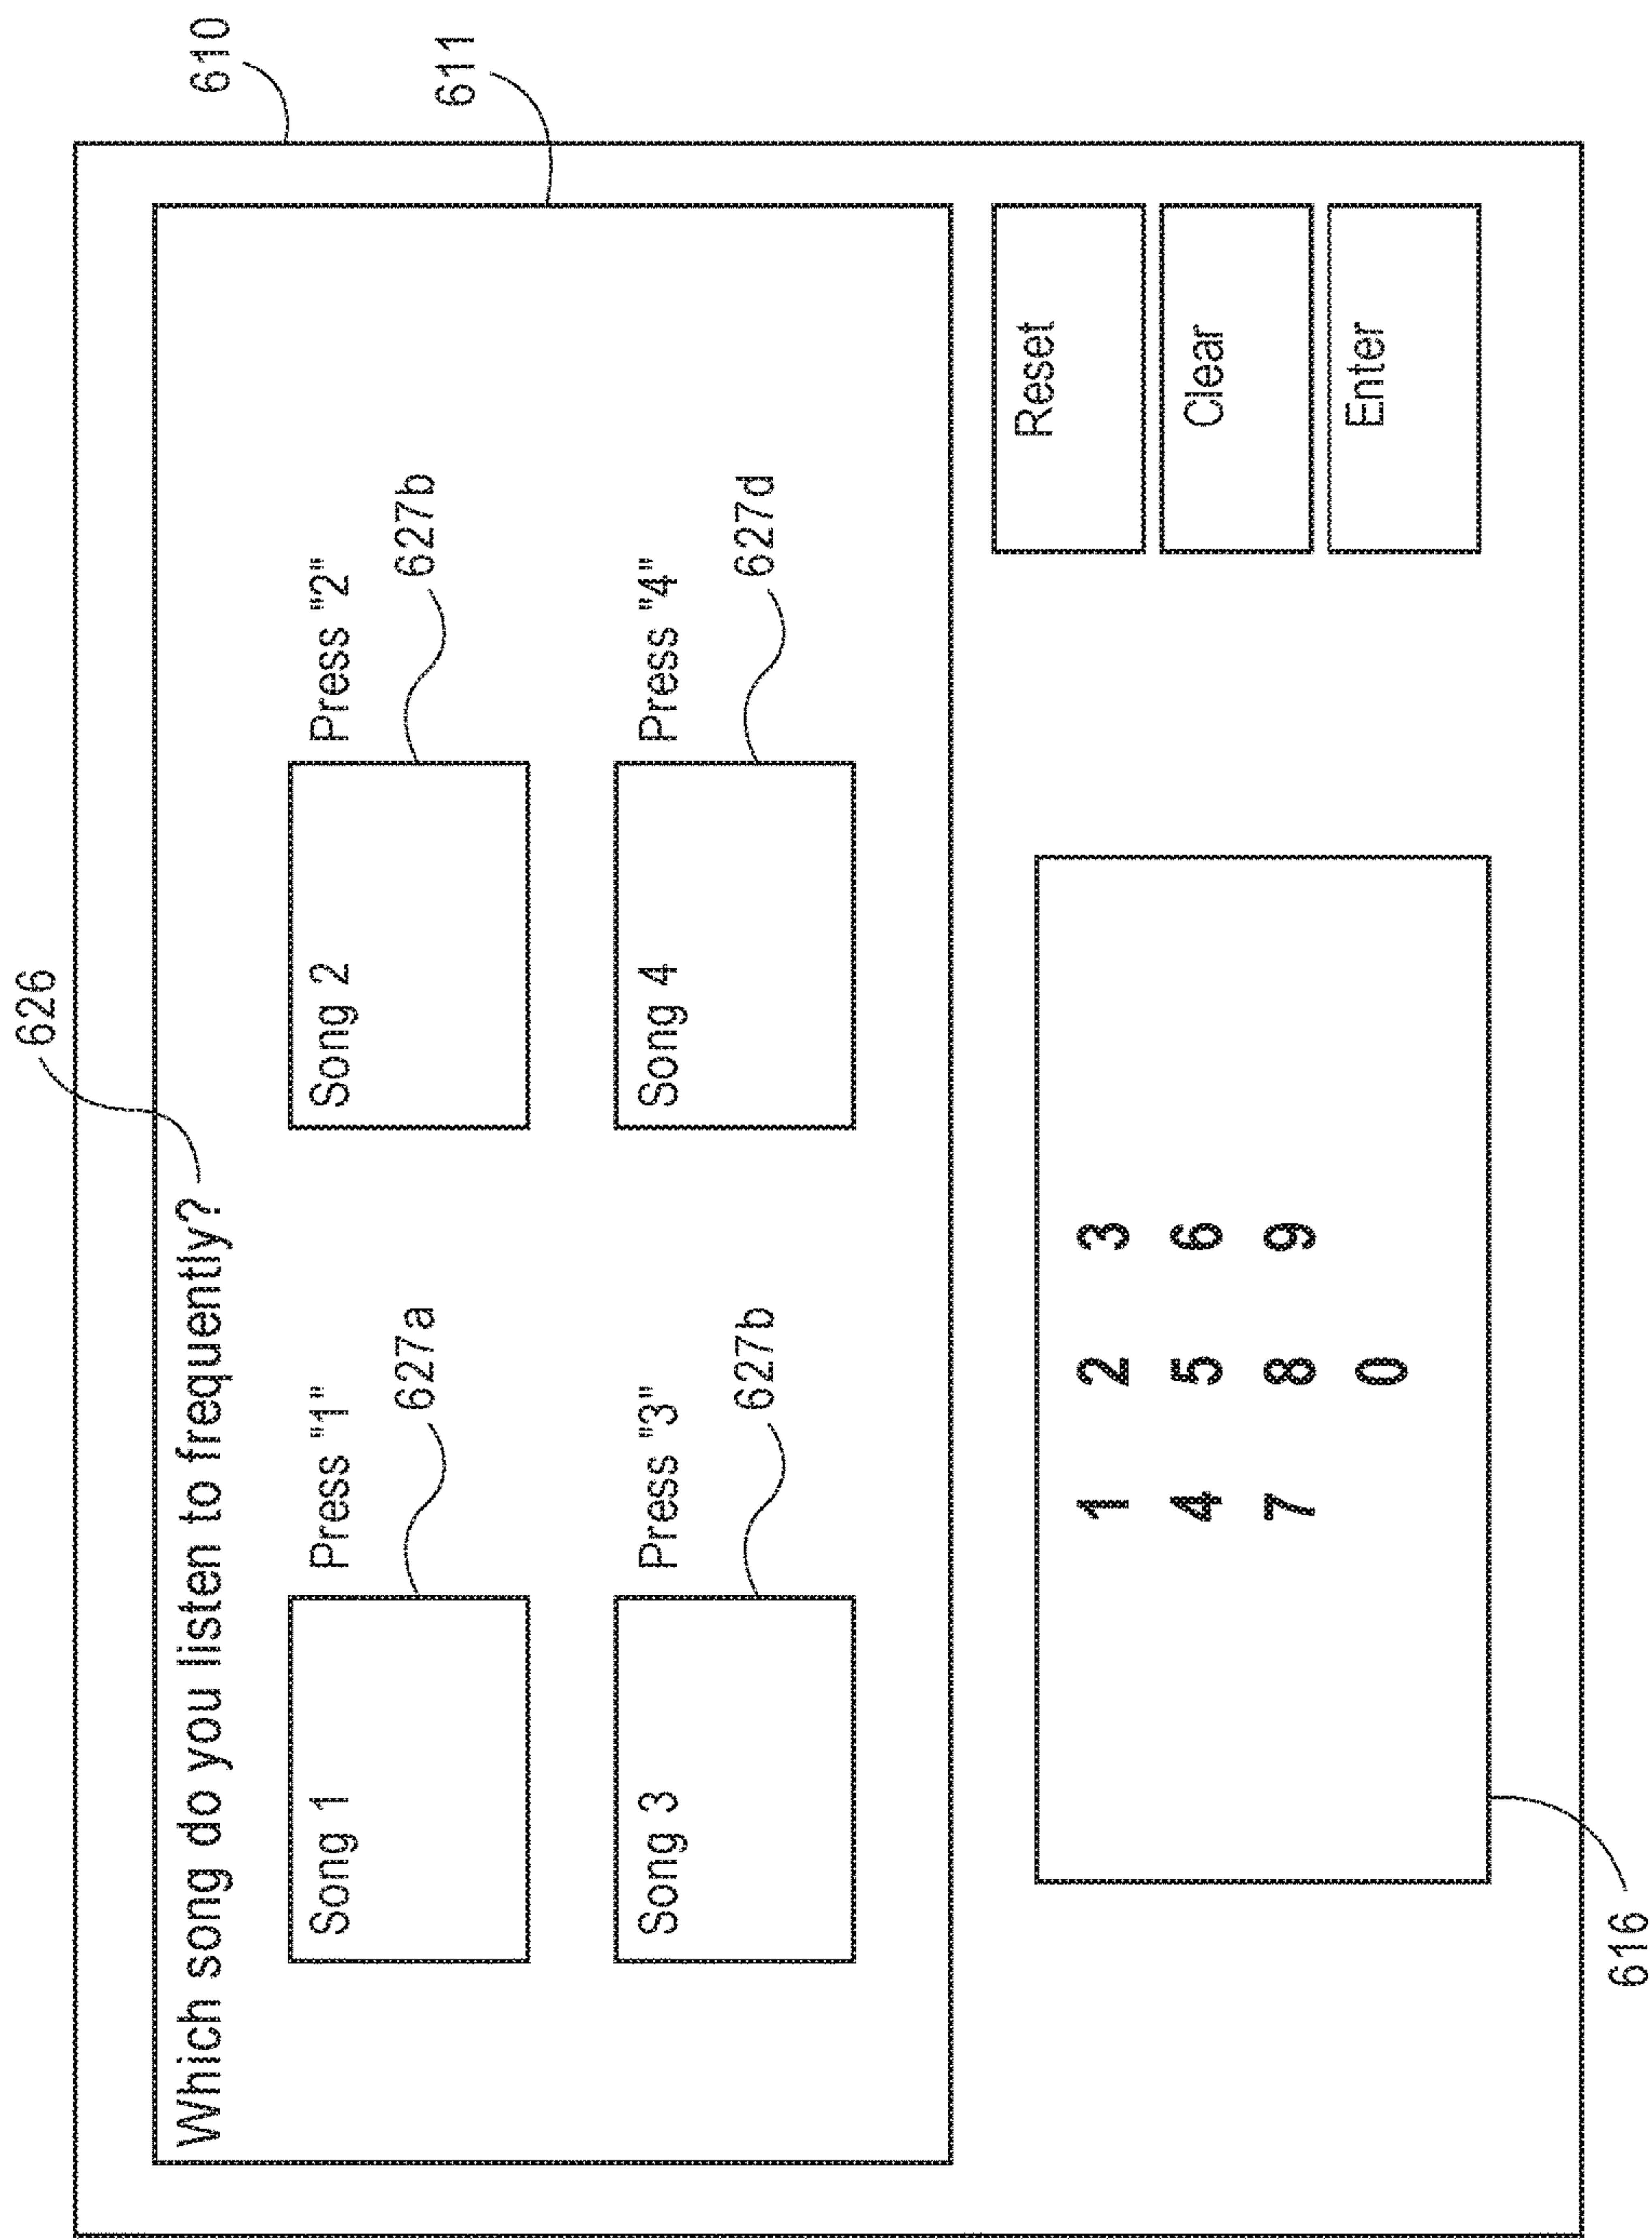 626
610
611
Which song do you listen to frequently?
Song 1 Press "1" Song 2 Press "2"
627a 627b
Song 3 Press "3" Song 4 Press "4"
627b 627d
Reset
1 2 3
Clear
4 5 6
7 8 9
Enter
0
616